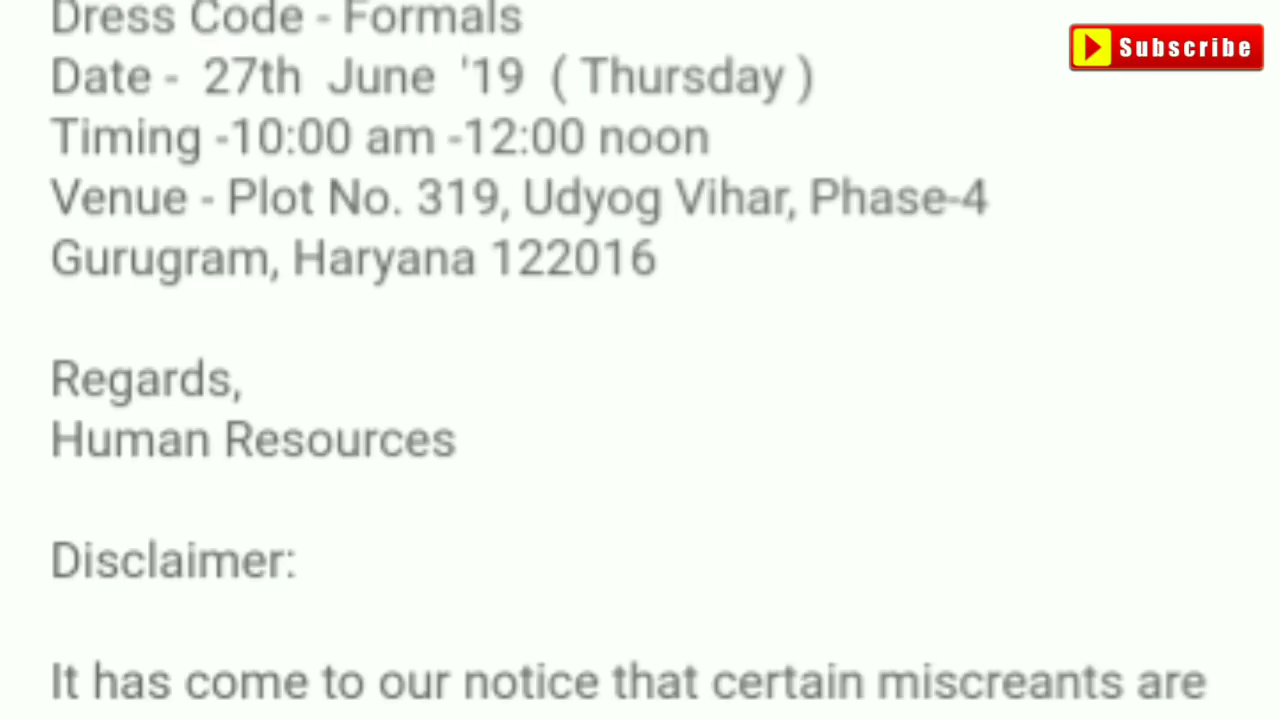 Dress Code - Formals
Subscribe
Date - 27th June '19 ( Thursday )
Timing -10:00 am -12:00 noon
Venue - Plot No. 319, Udyog Vihar, Phase-4
Gurugram, Haryana 122016
Regards,
Human Resources
Disclaimer:
It has come to our notice that certain miscreants are